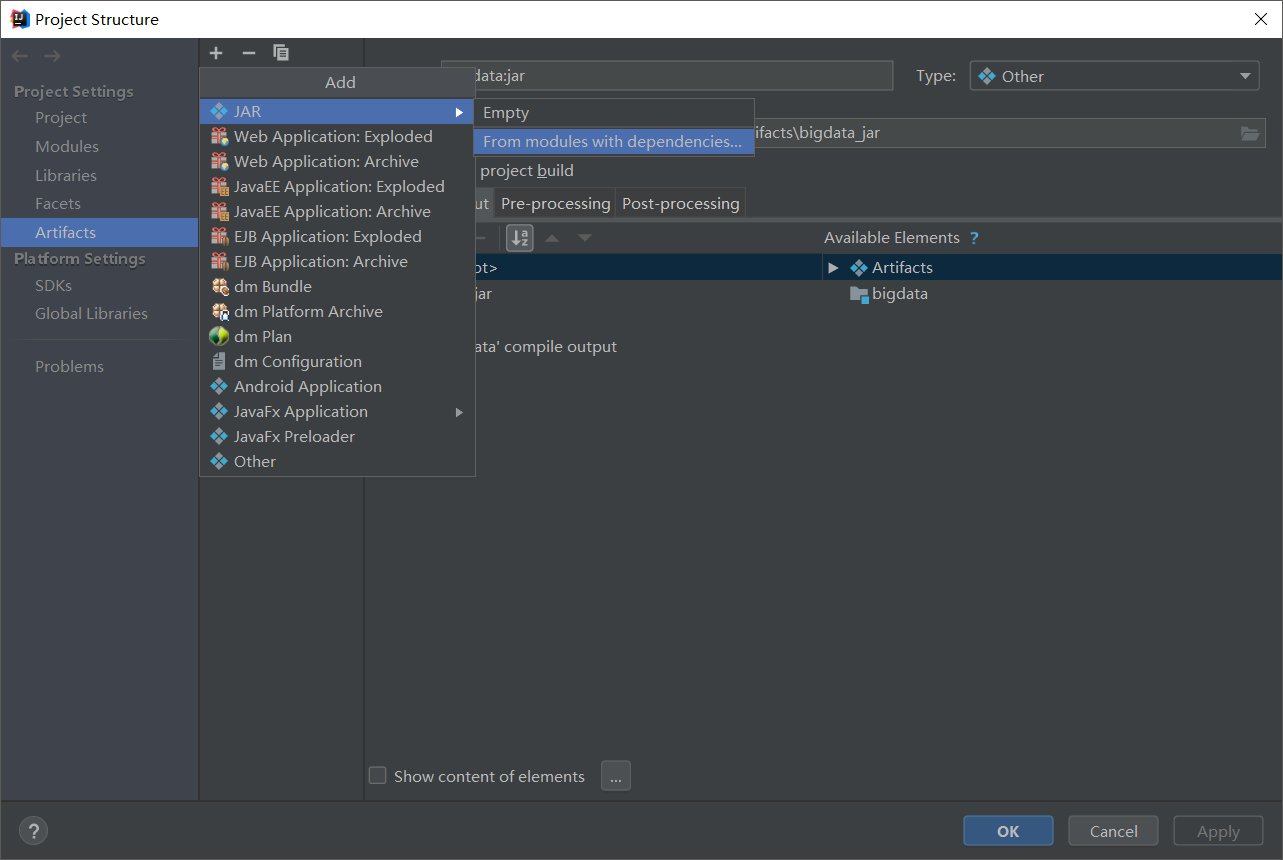 Project Structure
Project Settings
Project
Modules
Libraries
Facets
Artifacts
Platform Settings
SDKs
Global Libraries
Problems
Add
JAR
Web Application: Exploded
Web Application: Archive
JavaEE Application: Exploded
JavaEE Application: Archive
EJB Application: Exploded
EJB Application: Archive
dm Bundle
dm Platform Archive
dm Plan
dm Configuration
Android Application
JavaFx Application
JavaFx Preloader
Other
Empty
From modules with dependencies...
data:jar
Type: Other
ifacts\bigdata_jar
project build
ut Pre-processing Post-processing
Available Elements ?
ot> Artifacts
jar bigdata
ata' compile output
Show content of elements ...
? OK Cancel Apply